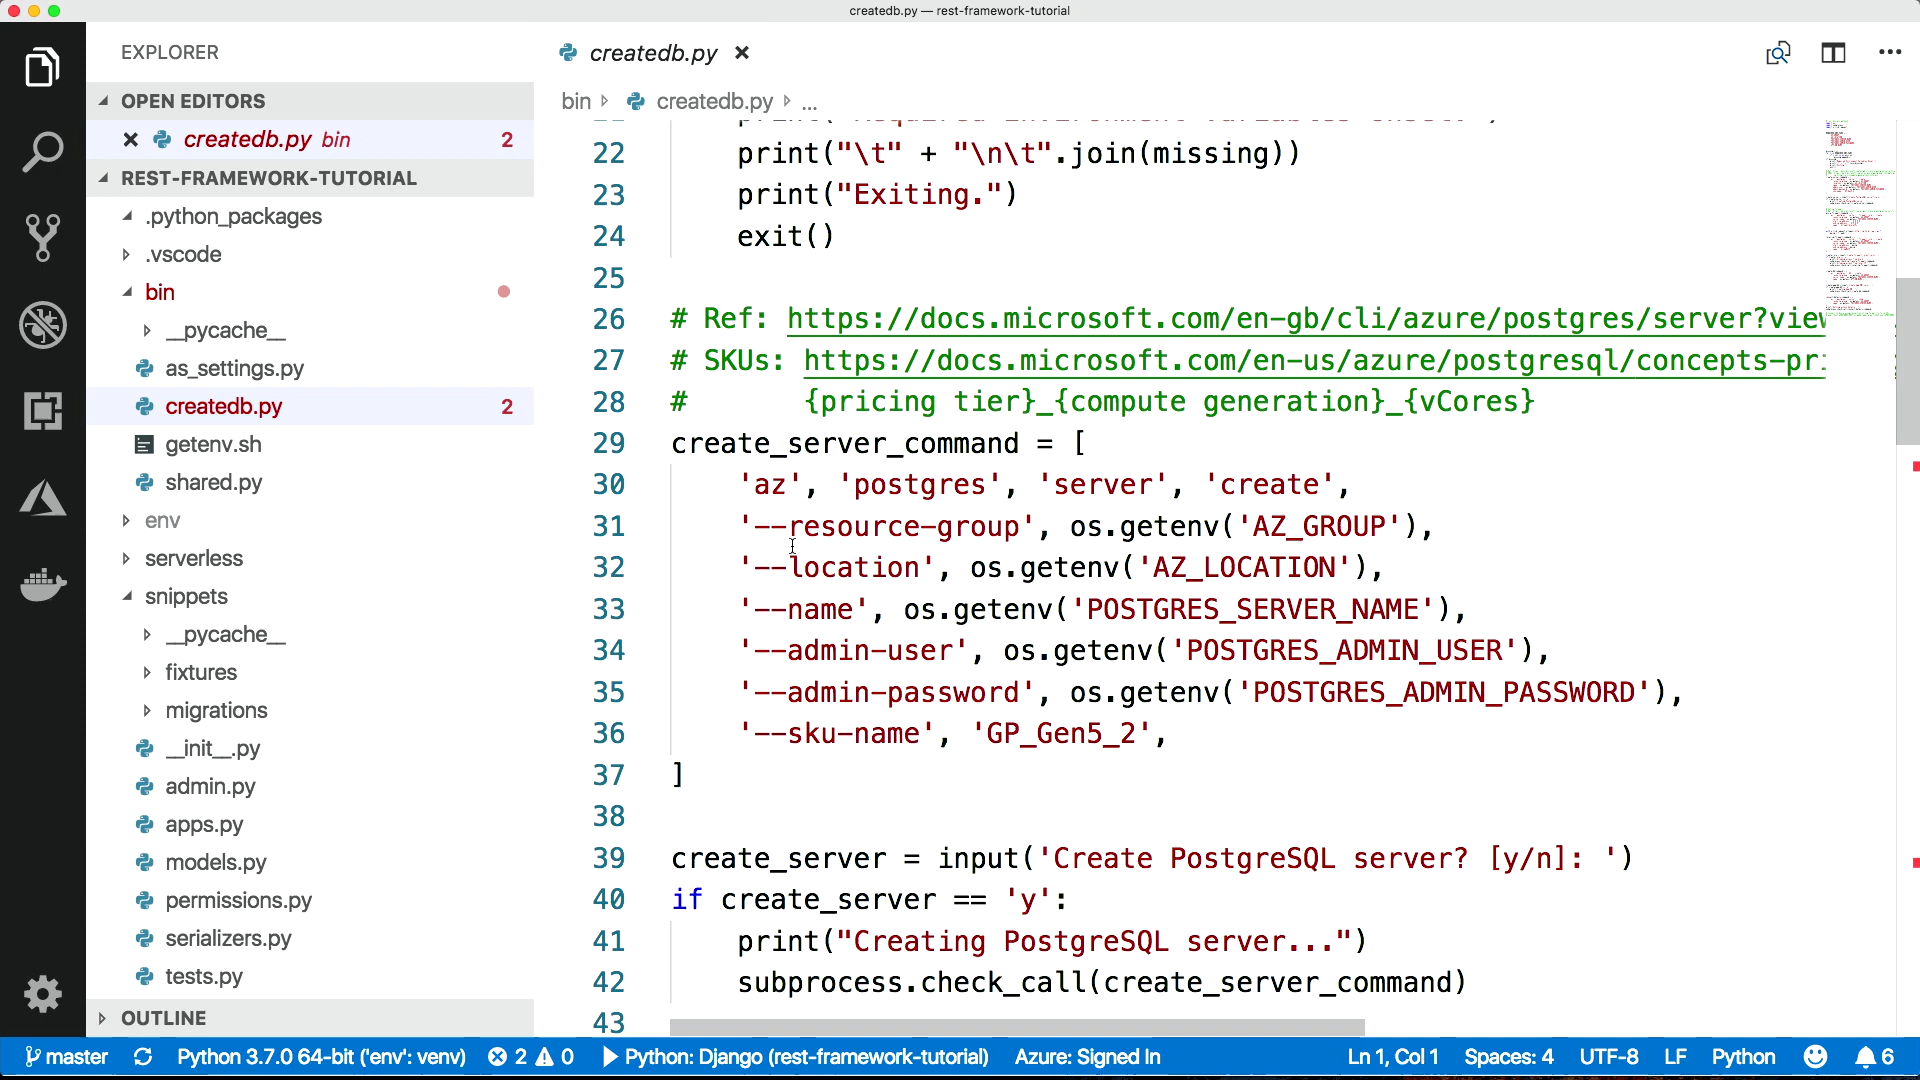 createdb.py — rest-framework-tutorial
EXPLORER
OPEN EDITORS
createdb.py bin 2
REST-FRAMEWORK-TUTORIAL
.python_packages
.vscode
bin
__pycache__
as_settings.py
createdb.py 2
getenv.sh
shared.py
env
serverless
snippets
__pycache__
fixtures
migrations
__init__.py
admin.py
apps.py
models.py
permissions.py
serializers.py
tests.py
OUTLINE
createdb.py
bin createdb.py ...
22 print("\t" + "\n\t".join(missing))
23 print("Exiting.")
24 exit()
25
26 # Ref: https://docs.microsoft.com/en-gb/cli/azure/postgres/server?view
27 # SKUs: https://docs.microsoft.com/en-us/azure/postgresql/concepts-pri
28 # {pricing tier}_{compute generation}_{vCores}
29 create_server_command = [
30 'az', 'postgres', 'server', 'create',
31 '--resource-group', os.getenv('AZ_GROUP'),
32 '--location', os.getenv('AZ_LOCATION'),
33 '--name', os.getenv('POSTGRES_SERVER_NAME'),
34 '--admin-user', os.getenv('POSTGRES_ADMIN_USER'),
35 '--admin-password', os.getenv('POSTGRES_ADMIN_PASSWORD'),
36 '--sku-name', 'GP_Gen5_2',
37 ]
38
39 create_server = input('Create PostgreSQL server? [y/n]: ')
40 if create_server == 'y':
41 print("Creating PostgreSQL server...")
42 subprocess.check_call(create_server_command)
43
master Python 3.7.0 64-bit ('env': venv) 2 0 Python: Django (rest-framework-tutorial) Azure: Signed In Ln 1, Col 1 Spaces: 4 UTF-8 LF Python 6